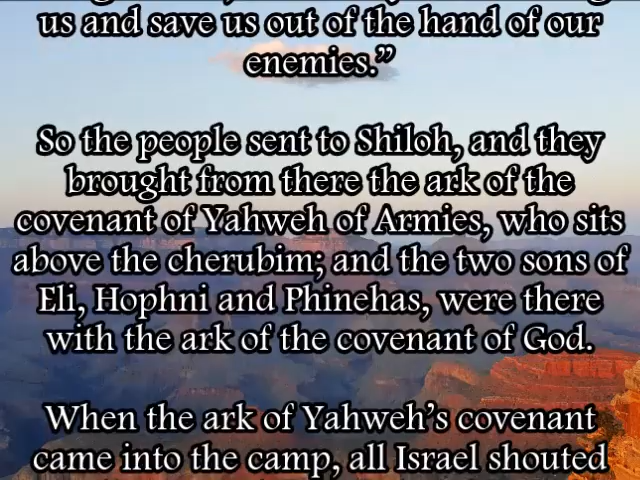 us and save us out of the hand of our
enemies.”
So the people sent to Shiloh, and they
brought from there the ark of the
covenant of Yahweh of Armies, who sits
above the cherubim; and the two sons of
Eli, Hophni and Phinehas, were there
with the ark of the covenant of God.
When the ark of Yahweh’s covenant
came into the camp, all Israel shouted